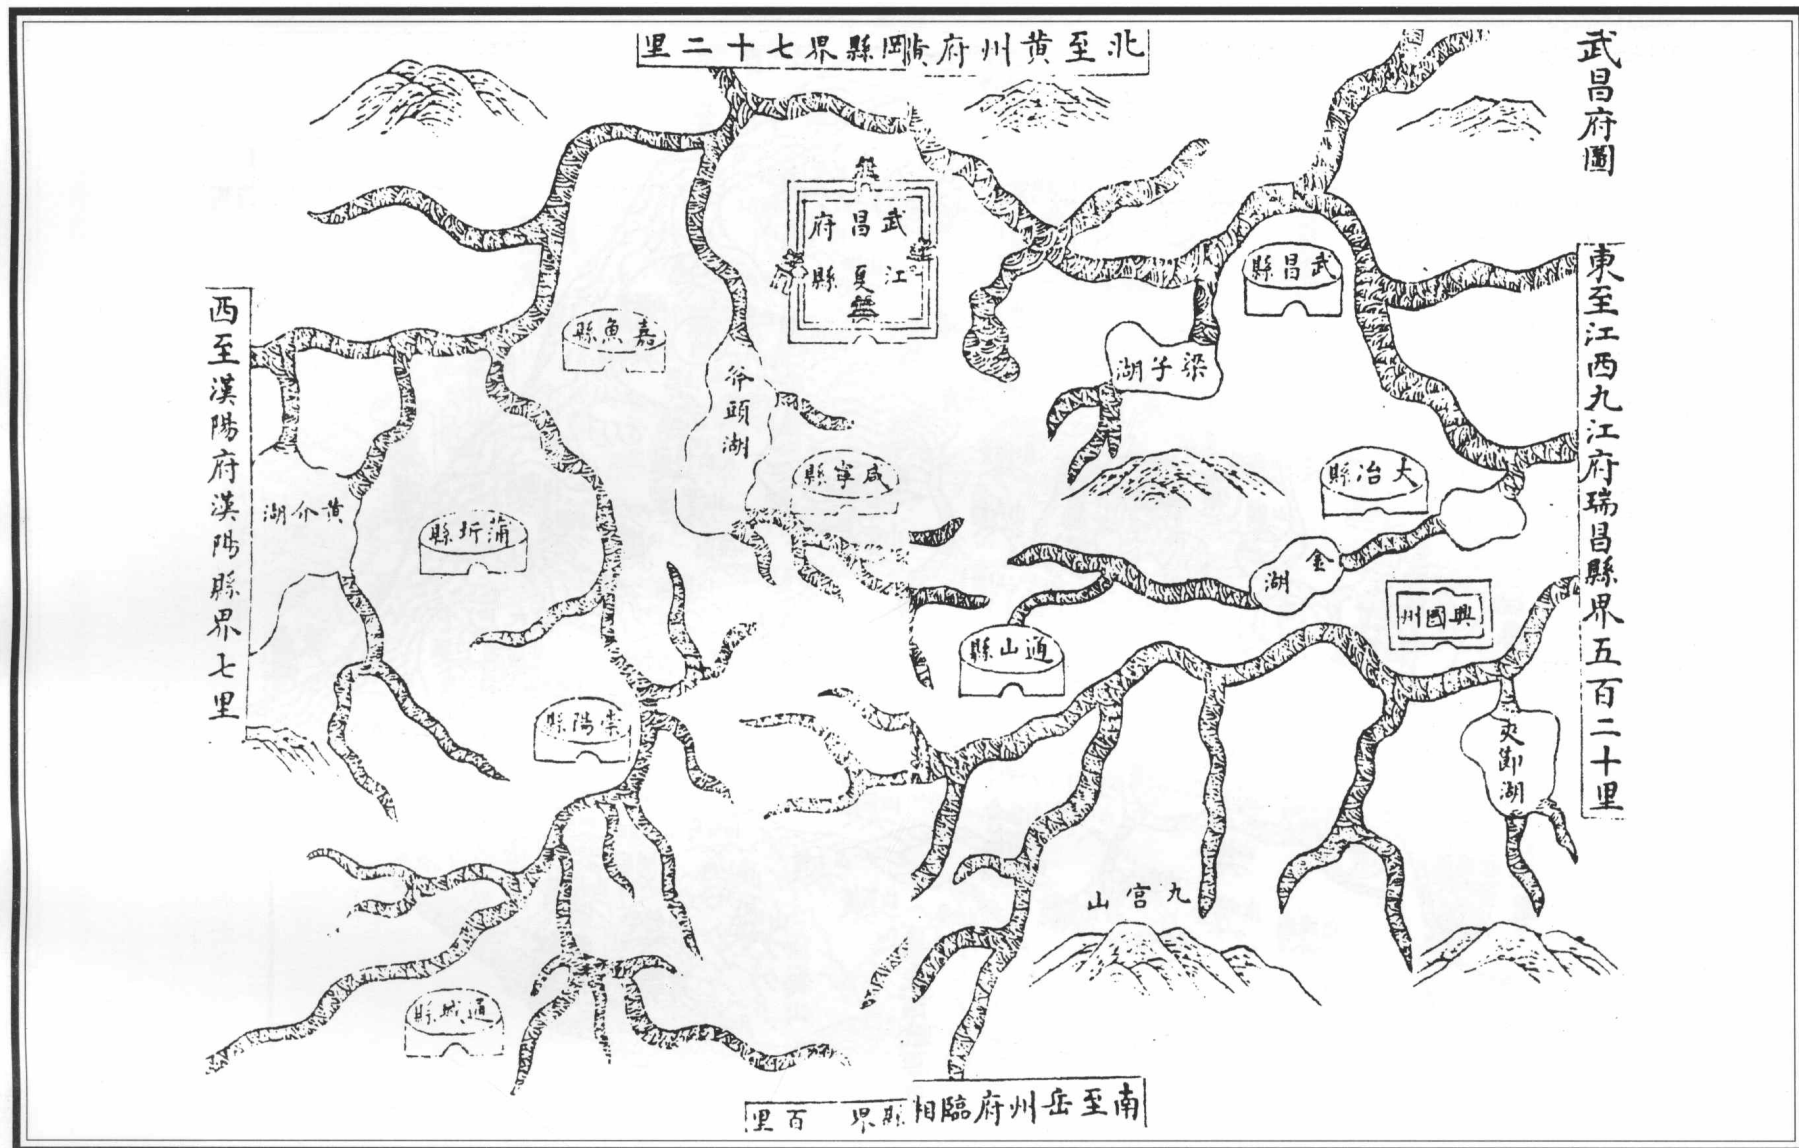 武昌府圖
北至黄州府黄岡縣界七十二里
東至江西九江府瑞昌縣界五百二十里
南至岳州府臨相縣界 百里
西至漢陽府漢陽縣界七里
武昌府
江夏縣
武昌縣
嘉魚縣
梁子湖
斧頭湖
大冶縣
咸寧縣
蒲圻縣
黄介湖
金湖
興國州
通山縣
崇陽縣
九宮山
通城縣